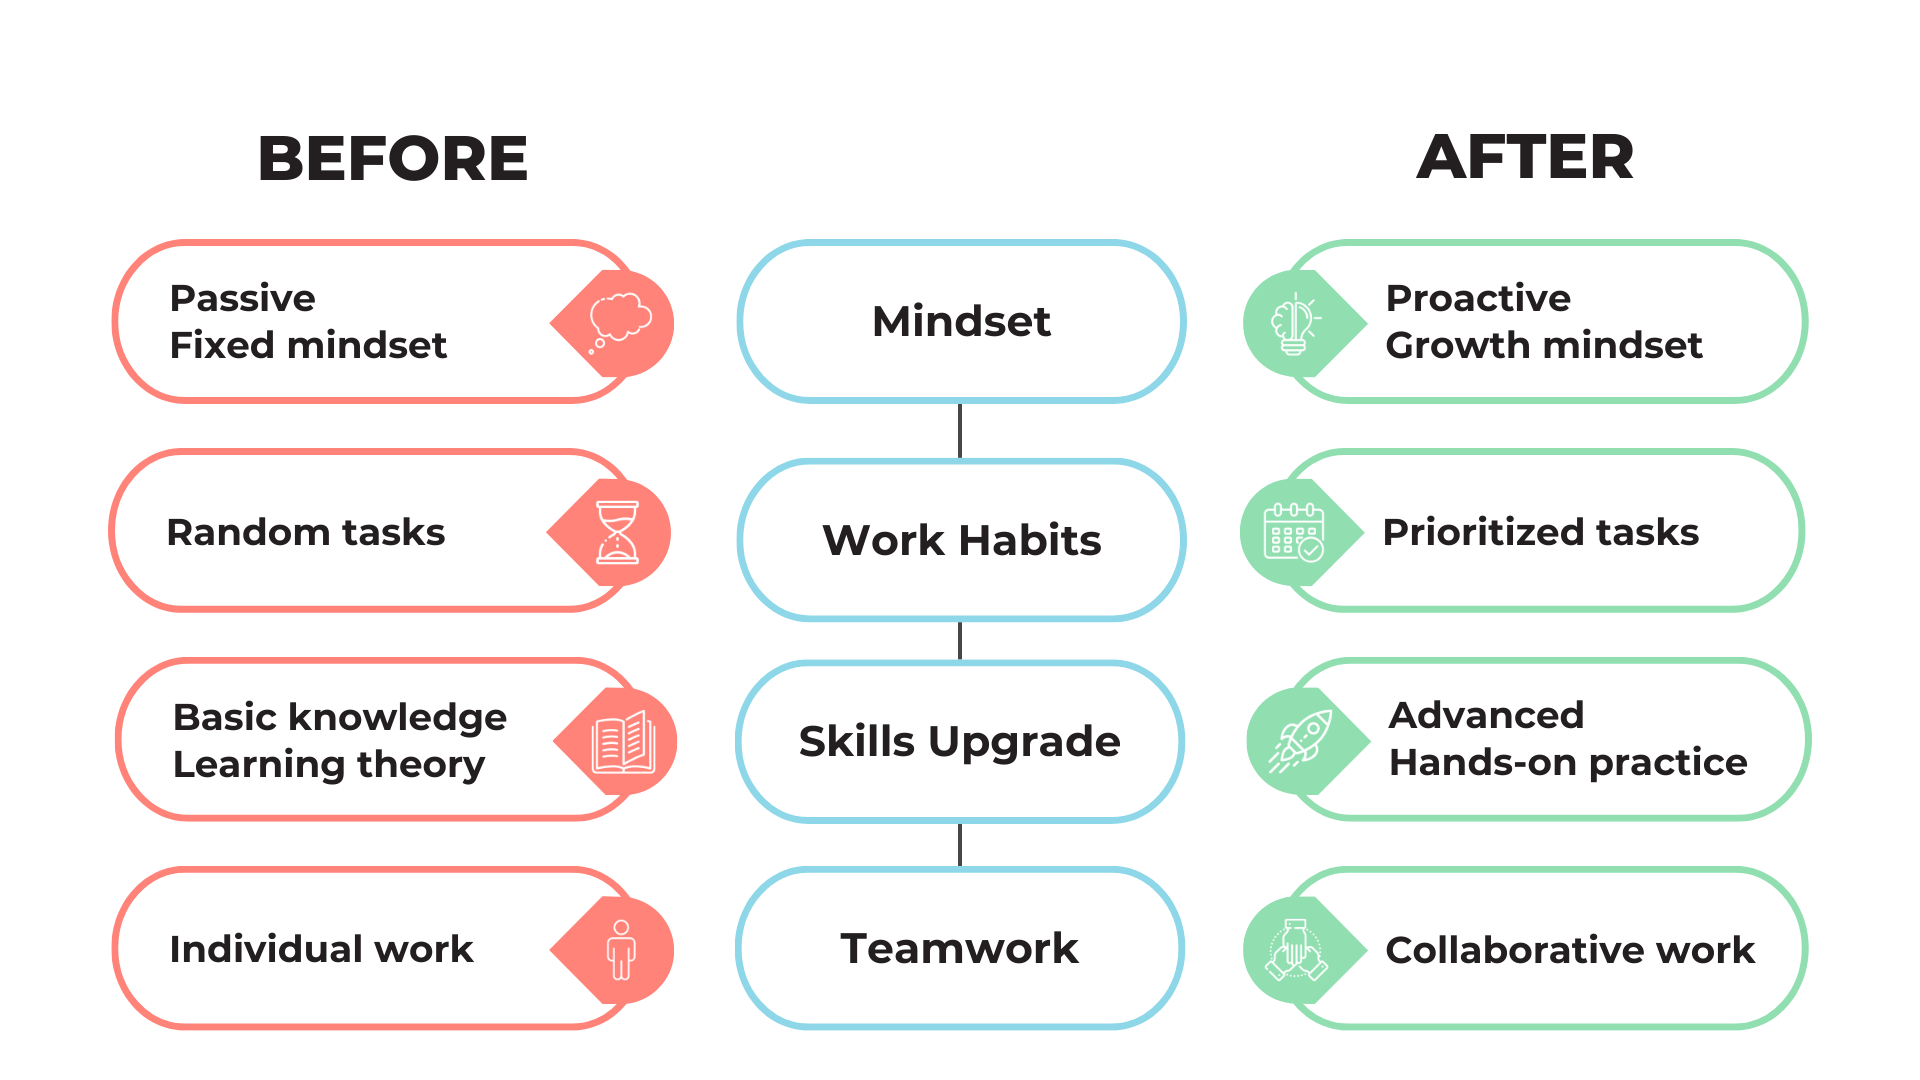 BEFORE
AFTER
Passive
Fixed mindset
Mindset
Proactive
Growth mindset
Random tasks
Work Habits
Prioritized tasks
Basic knowledge
Learning theory
Skills Upgrade
Advanced
Hands-on practice
Individual work
Teamwork
Collaborative work